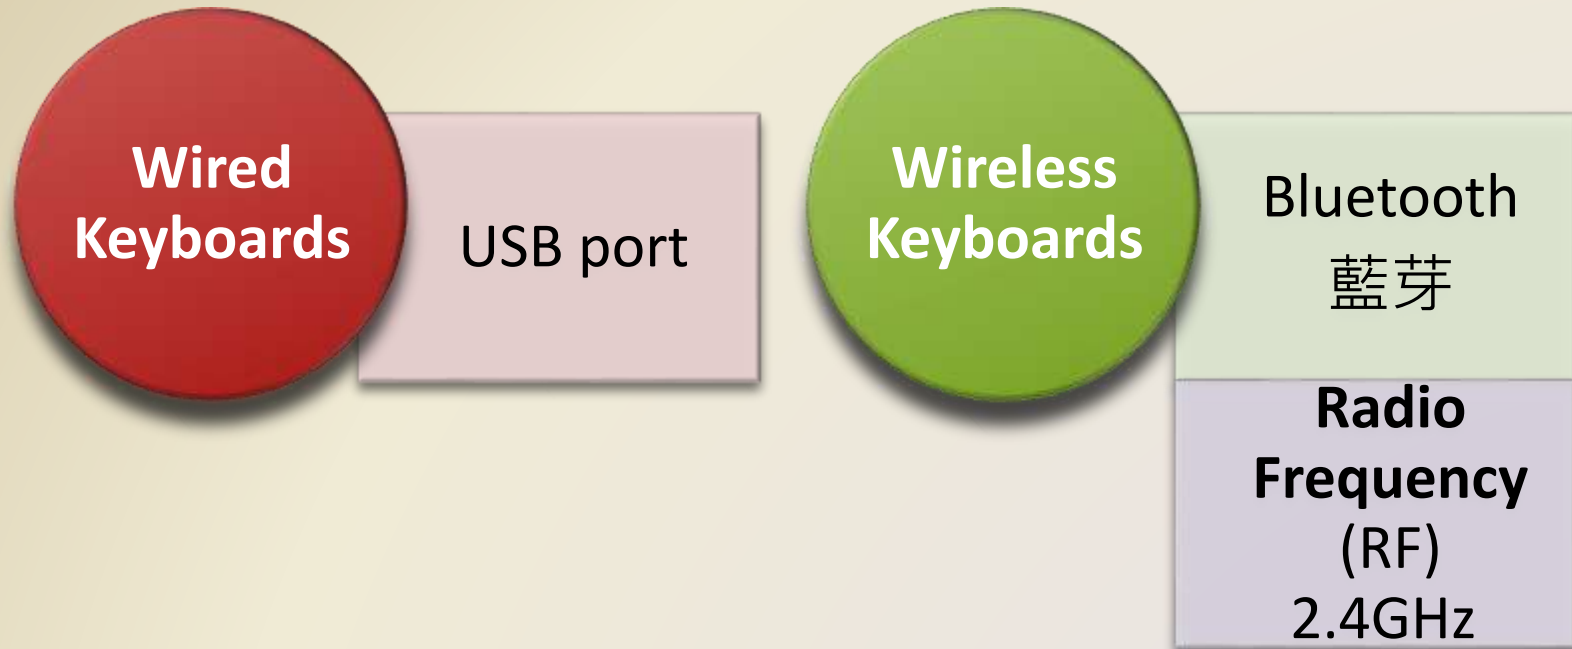 Wired
Keyboards
USB port
Wireless
Keyboards
Bluetooth
藍芽
Radio
Frequency
(RF)
2.4GHz